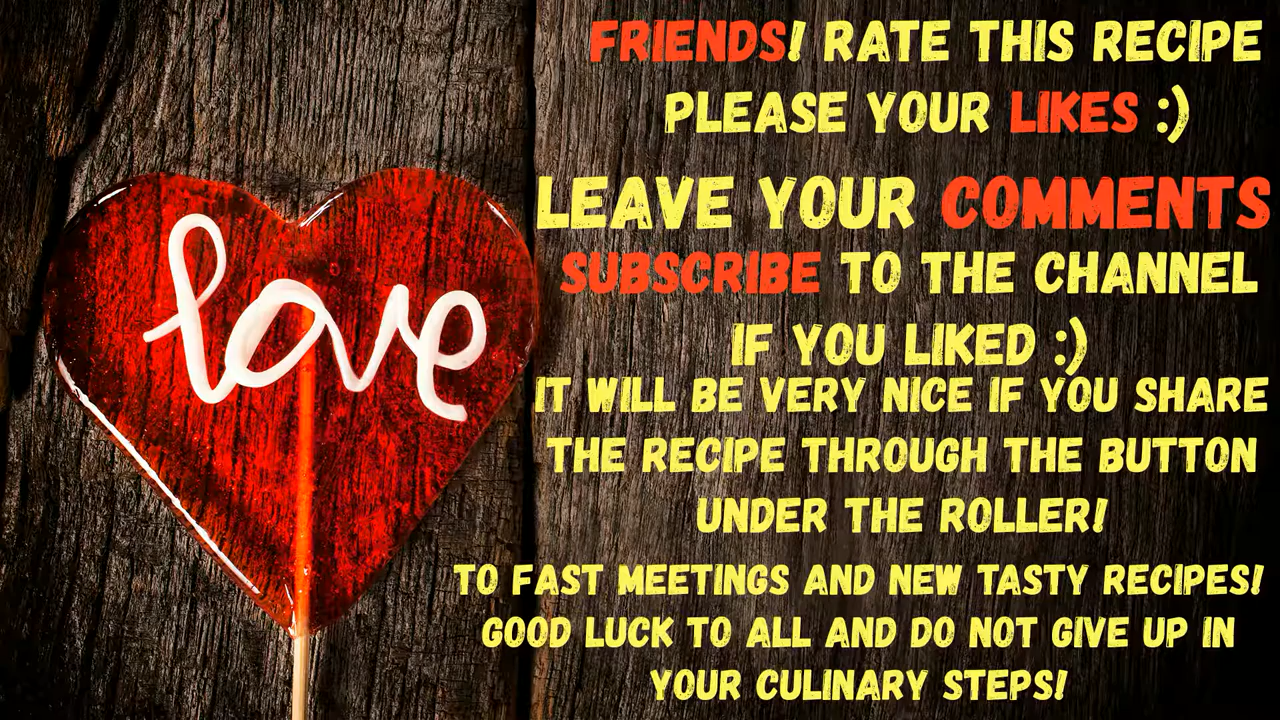 love
FRIENDS! RATE THIS RECIPE
PLEASE YOUR LIKES :)
LEAVE YOUR COMMENTS
SUBSCRIBE TO THE CHANNEL
IF YOU LIKED :)
IT WILL BE VERY NICE IF YOU SHARE
THE RECIPE THROUGH THE BUTTON
UNDER THE ROLLER!
TO FAST MEETINGS AND NEW TASTY RECIPES!
GOOD LUCK TO ALL AND DO NOT GIVE UP IN
YOUR CULINARY STEPS!